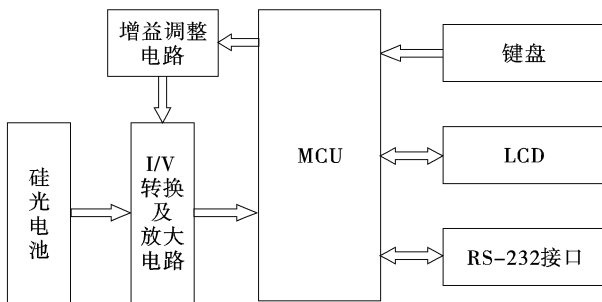 增益调整
电路
硅
光
电
池
I/V
转换
及
放大
电路
MCU
键盘
LCD
RS-232接口